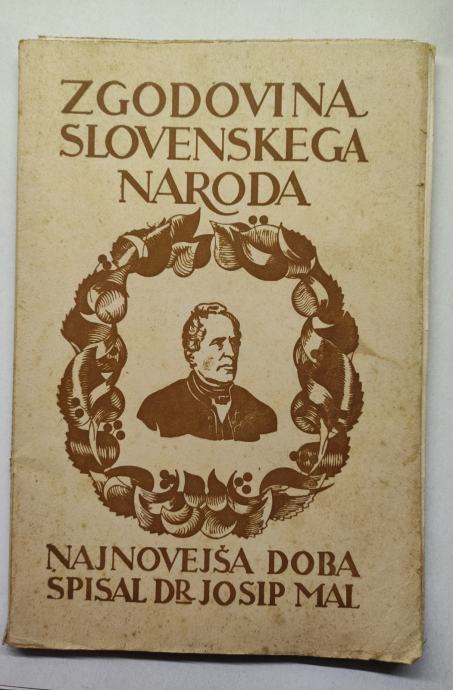 ZGODOVINA
SLOVENSKEGA
NARODA
NAJNOVEJŠA DOBA
SPISAL DR JOSIP MAL